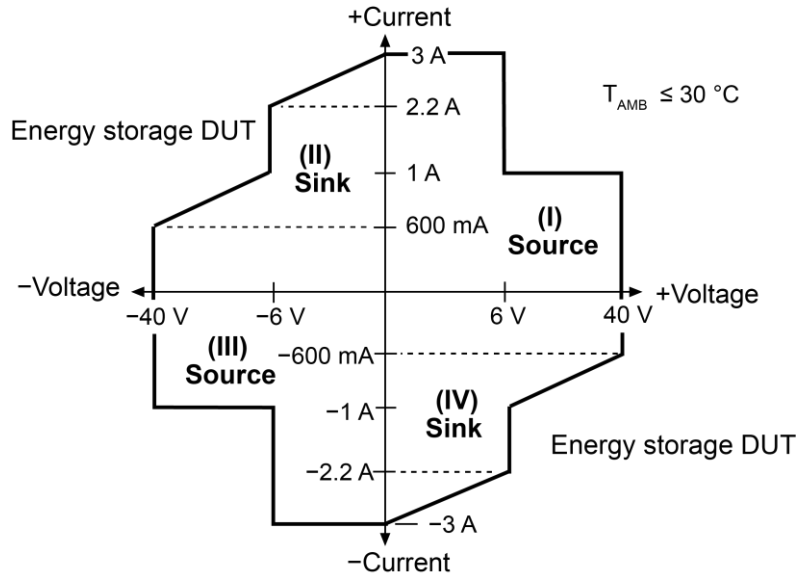 +Current
3 A
T_AMB ≤ 30 °C
2.2 A
Energy storage DUT
(II)
Sink
1 A
600 mA
(I)
Source
−Voltage
+Voltage
−40 V
−6 V
6 V
40 V
(III)
Source
−600 mA
−1 A
(IV)
Sink
Energy storage DUT
−2.2 A
−3 A
−Current